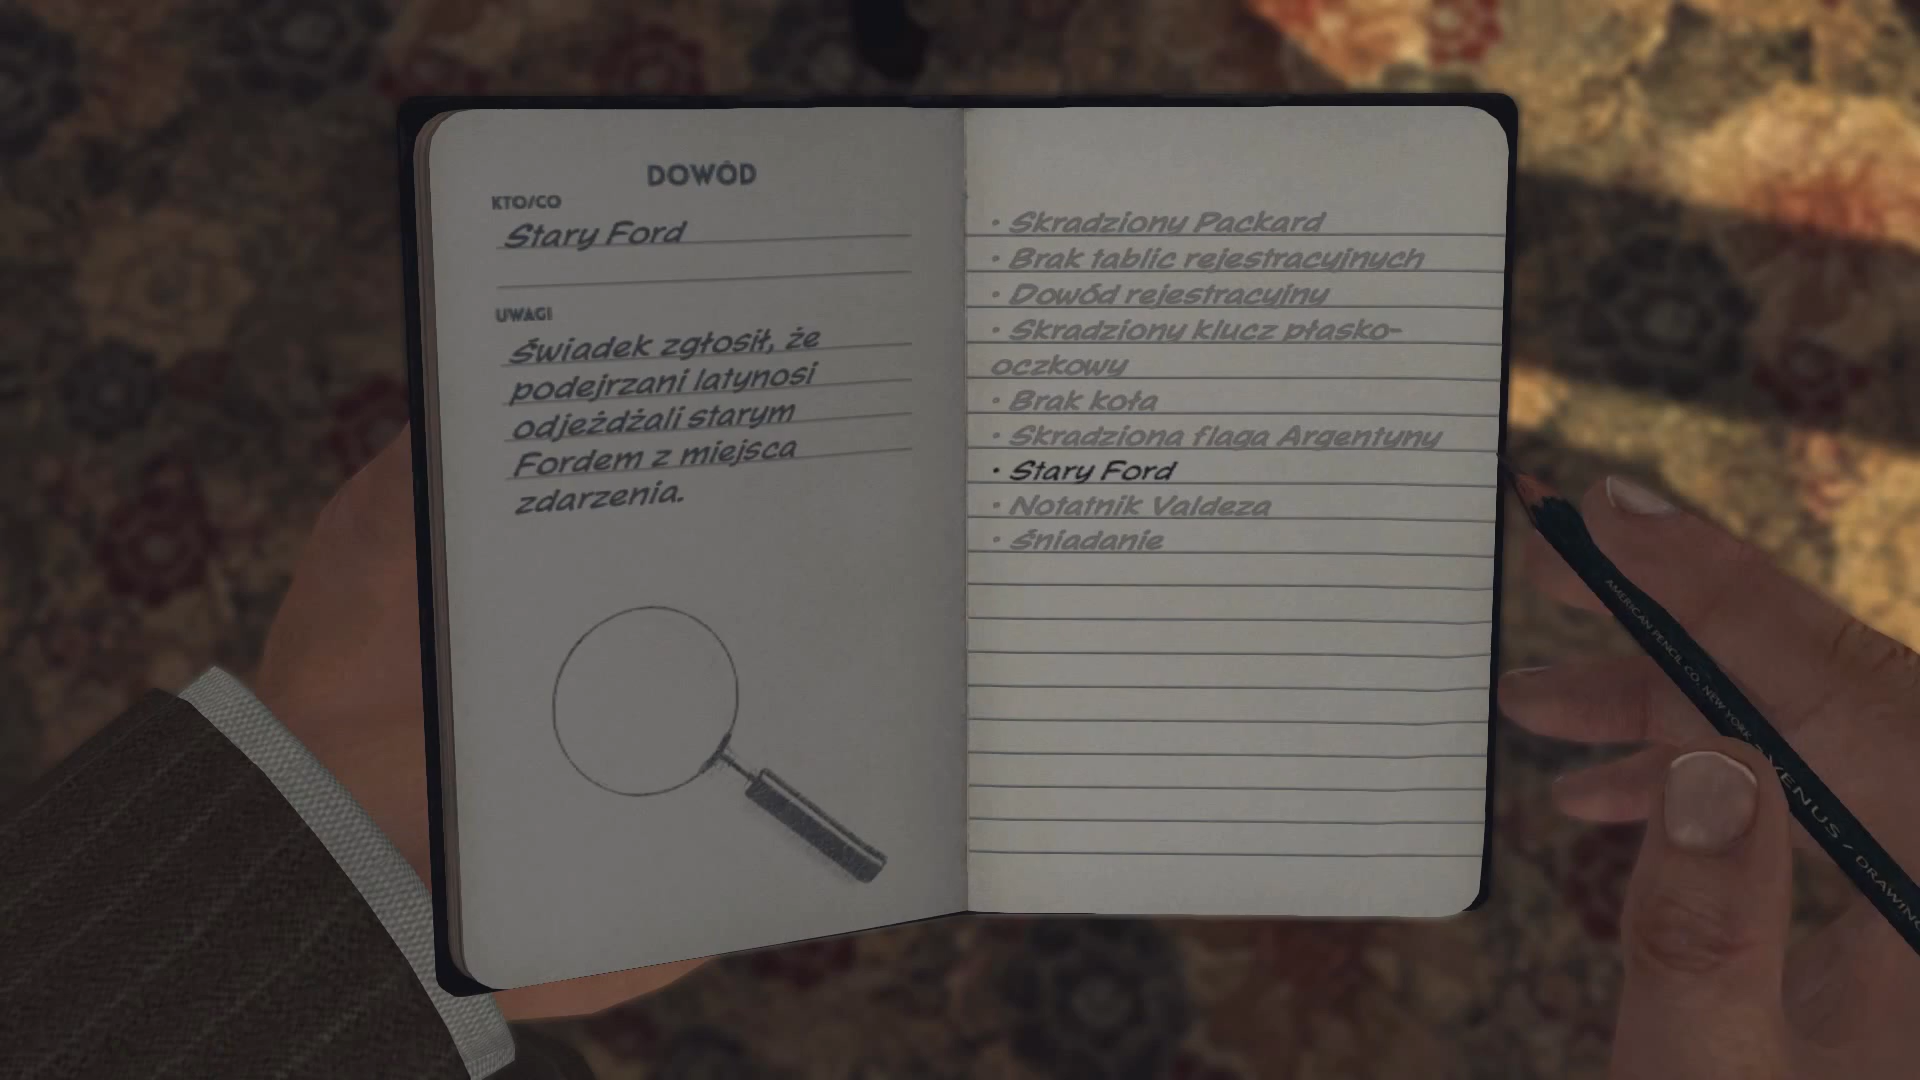 DOWÓD
KTO/CO
Stary Ford
UWAGI
Świadek zgłosił, że
podejrzani latynosi
odjeżdżali starym
Fordem z miejsca
zdarzenia.
• Skradziony Packard
• Brak tablic rejestracyjnych
• Dowód rejestracyjny
• Skradziony klucz płasko-
oczkowy
• Brak koła
• Skradziona flaga Argentyny
• Stary Ford
• Notatnik Valdeza
• Śniadanie
AMERICAN PENCIL CO. NEW YORK
VENUS / DRAWING